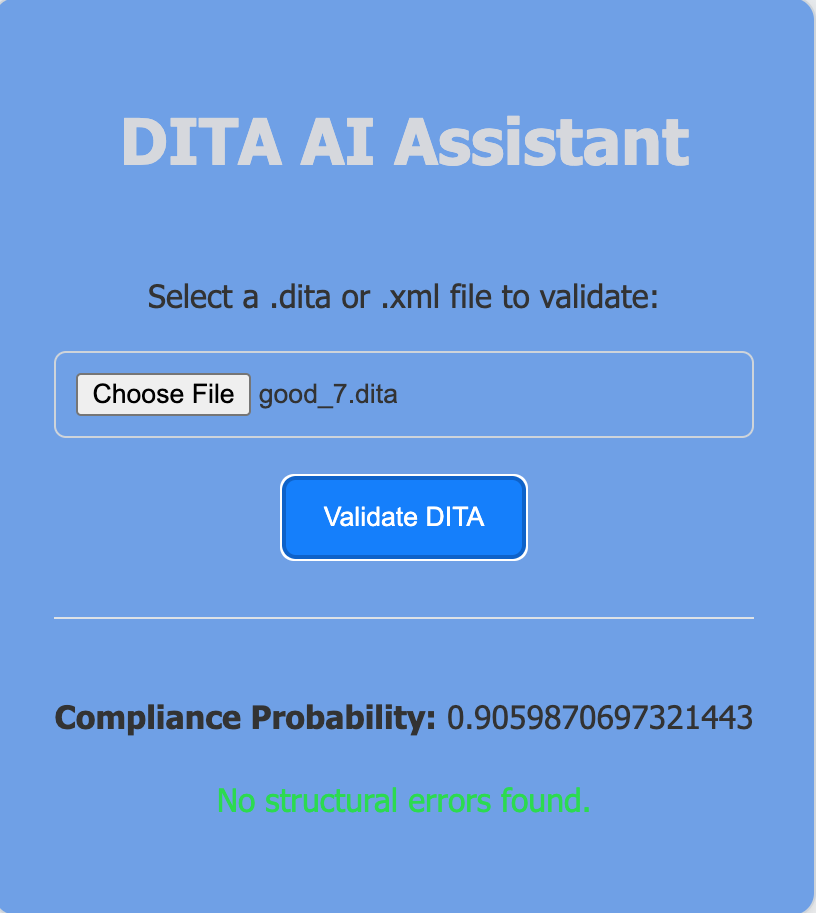 DITA AI Assistant
Select a .dita or .xml file to validate:
Choose File good_7.dita
Validate DITA
Compliance Probability: 0.9059870697321443
No structural errors found.